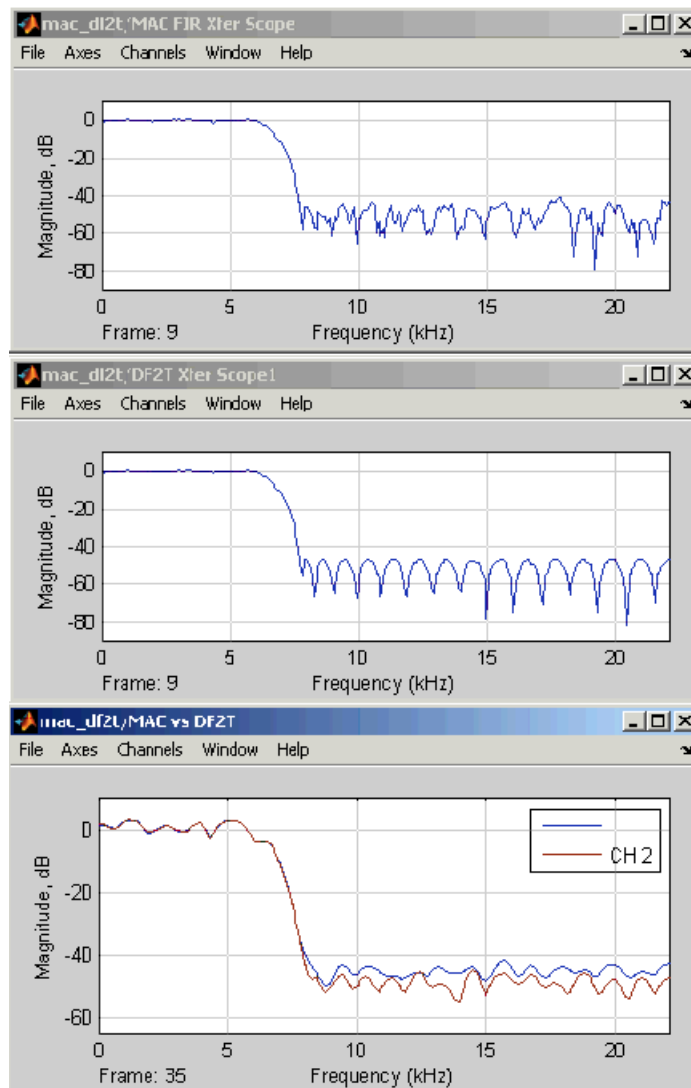 mac_df2t/MAC FIR Xfer Scope
File Axes Channels Window Help
0
-20
-40
-60
-80
Magnitude, dB
0 5 10 15 20
Frame: 9 Frequency (kHz)
mac_df2t/DF2T Xfer Scope1
File Axes Channels Window Help
0
-20
-40
-60
-80
Magnitude, dB
0 5 10 15 20
Frame: 9 Frequency (kHz)
mac_df2t/MAC vs DF2T
File Axes Channels Window Help
0
-20
-40
-60
Magnitude, dB
CH 2
0 5 10 15 20
Frame: 35 Frequency (kHz)